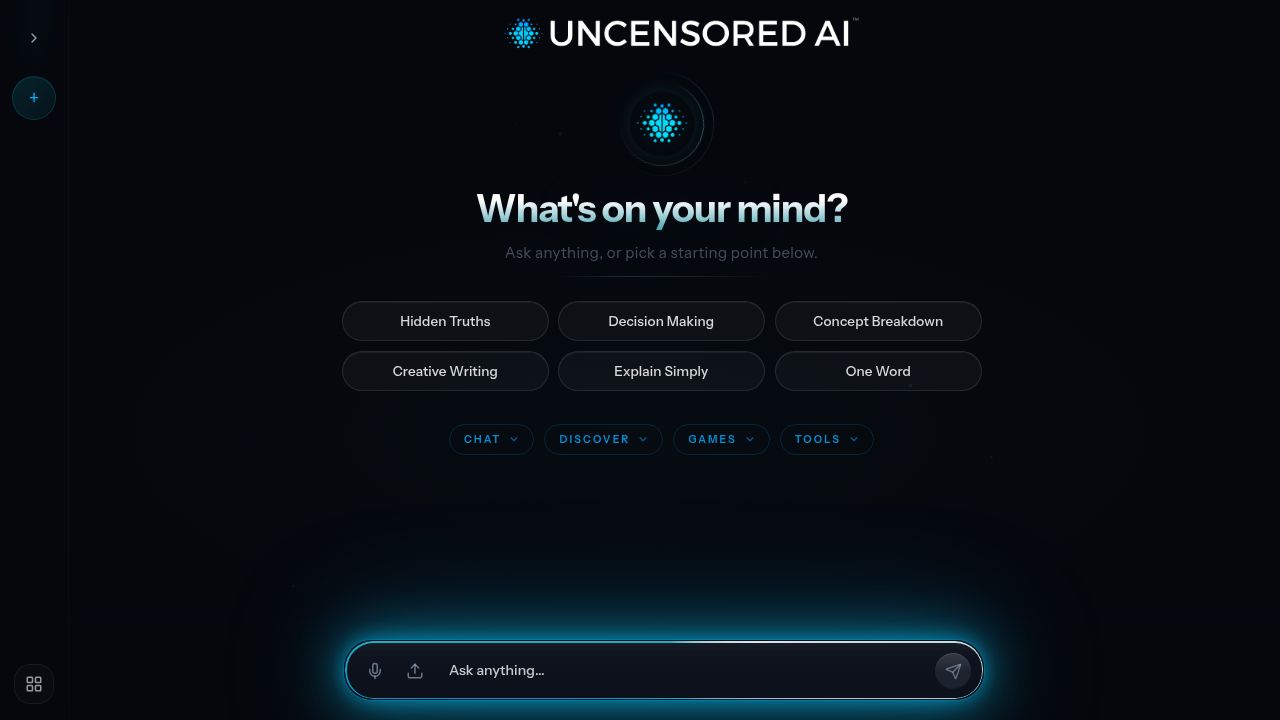 UNCENSORED AI™
What's on your mind?
Ask anything, or pick a starting point below.
Hidden Truths
Decision Making
Concept Breakdown
Creative Writing
Explain Simply
One Word
CHAT
DISCOVER
GAMES
TOOLS
Ask anything...